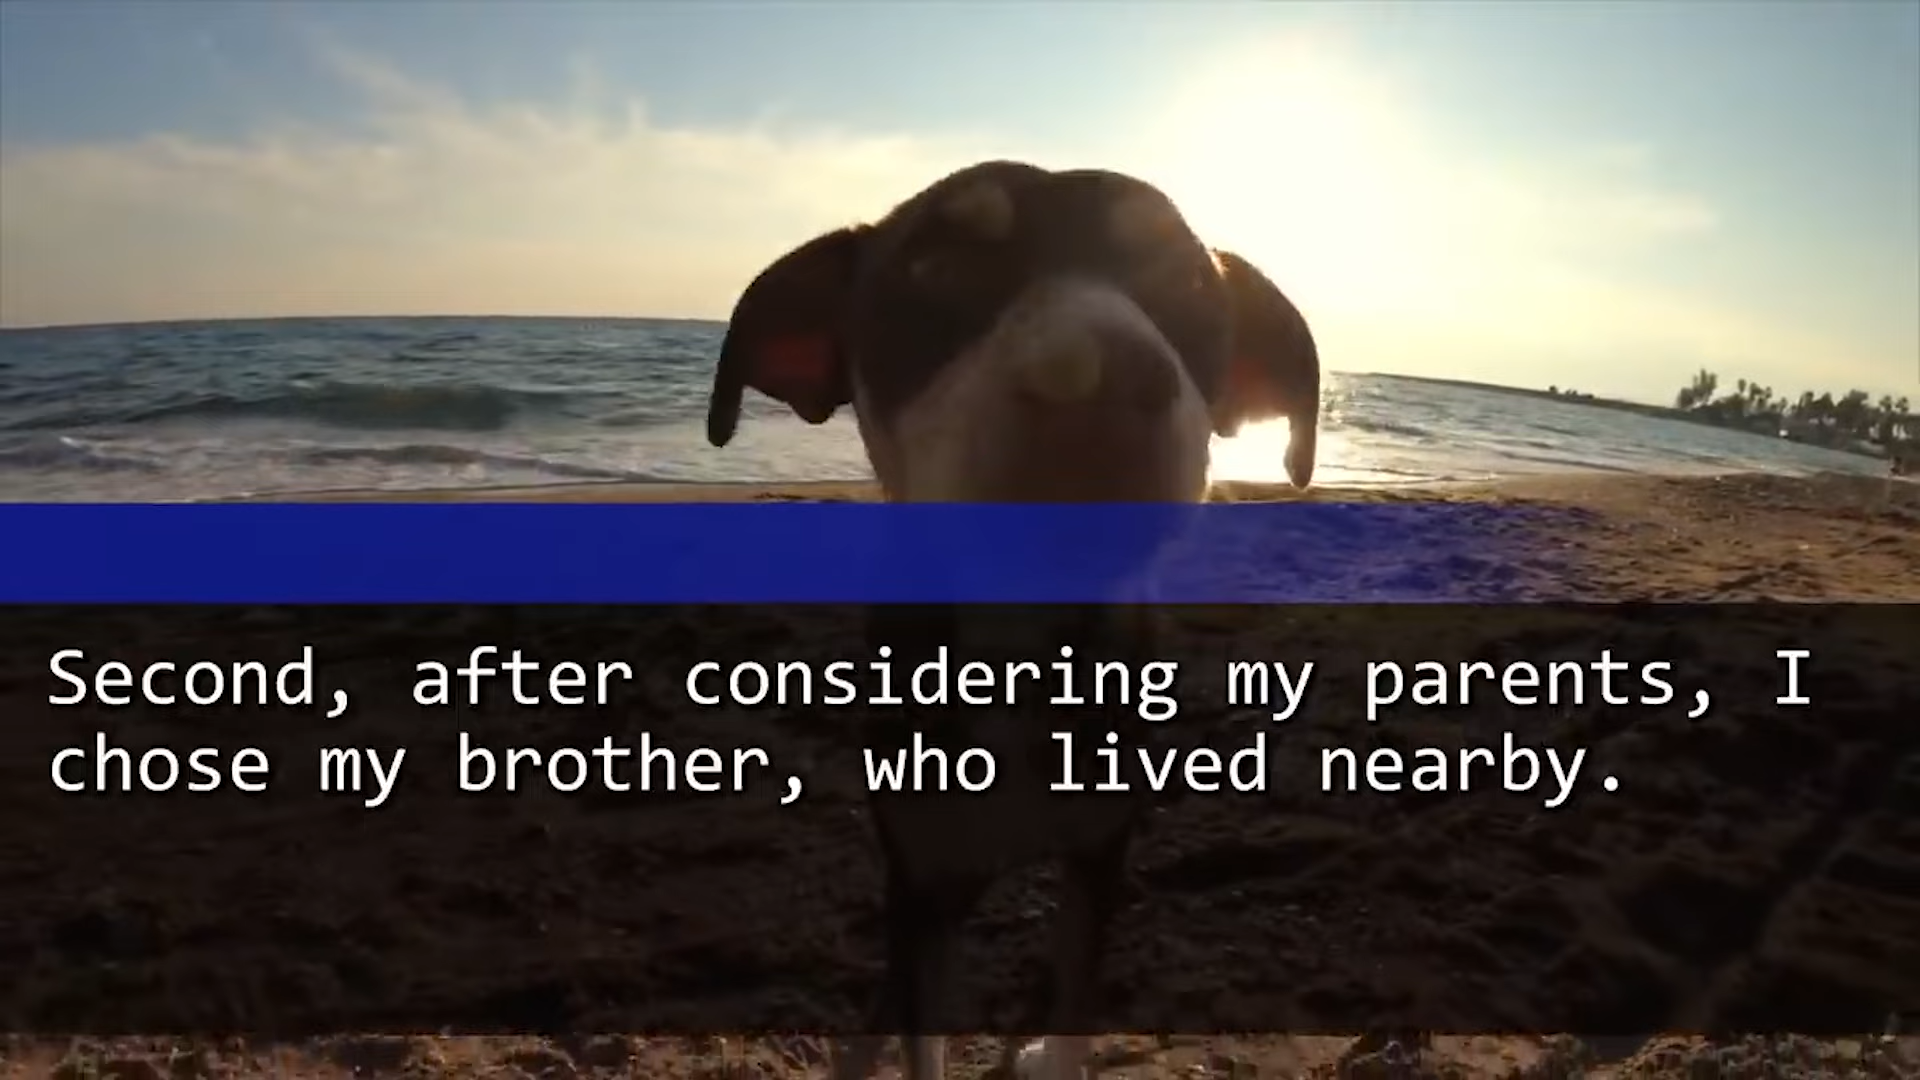 Second, after considering my parents, I
chose my brother, who lived nearby.